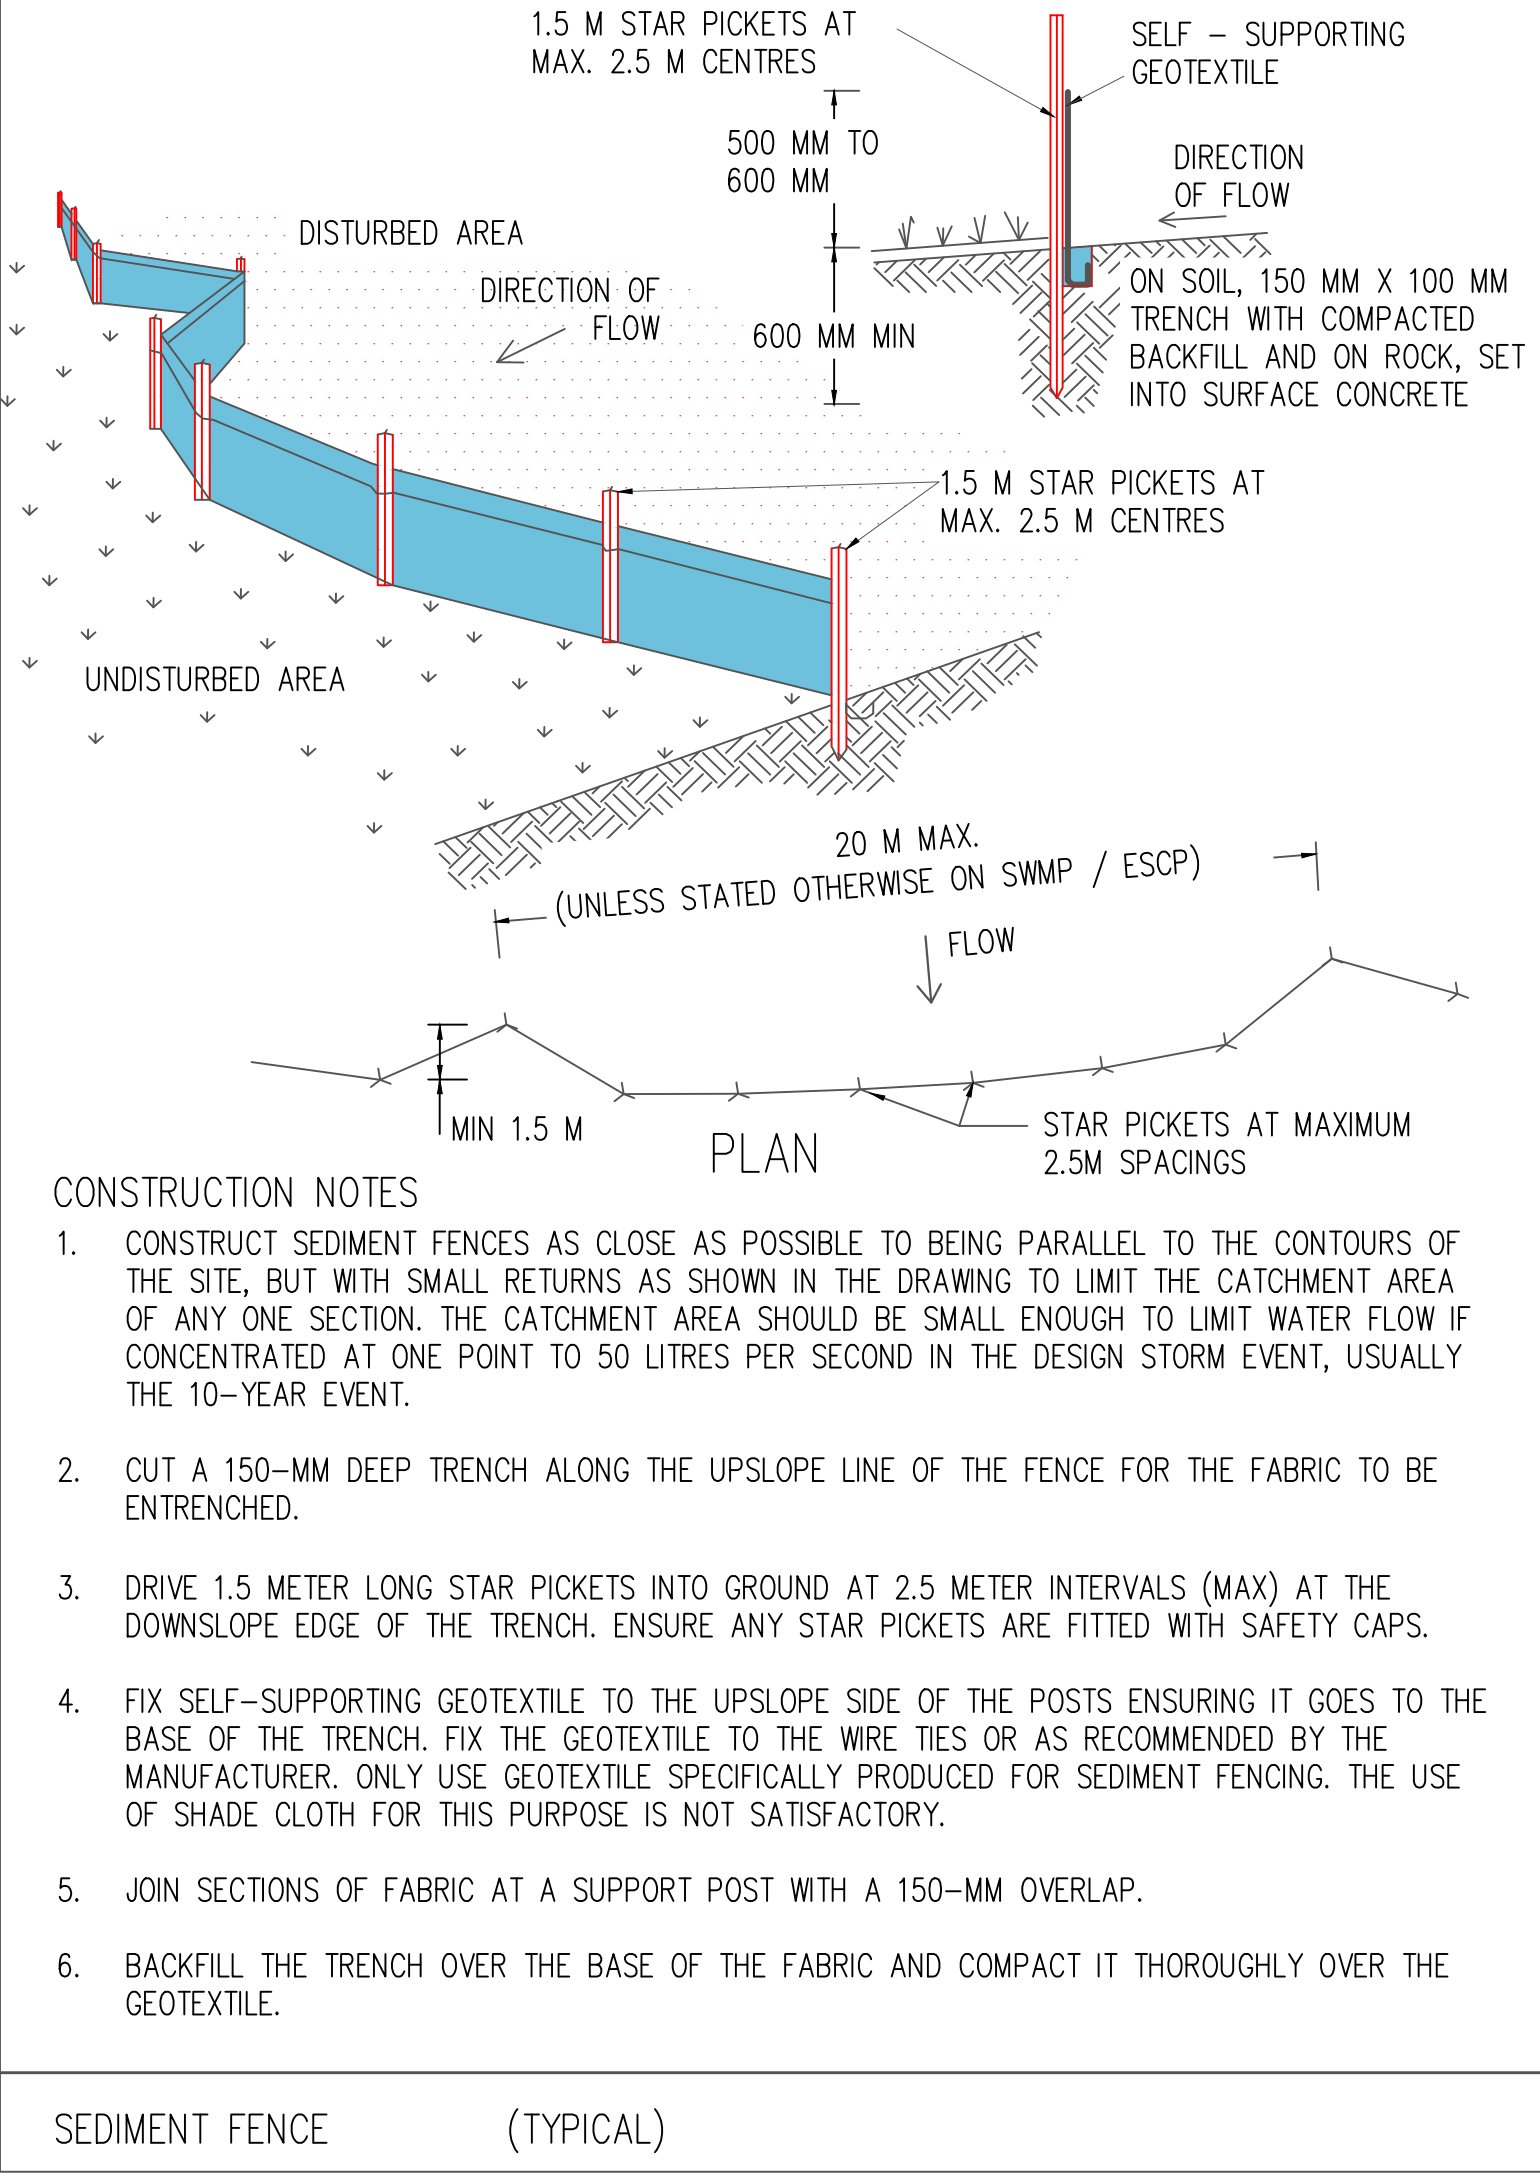 1.5 M STAR PICKETS AT
MAX. 2.5 M CENTRES
SELF - SUPPORTING
GEOTEXTILE
500 MM TO
600 MM
DIRECTION
OF FLOW
DISTURBED AREA
DIRECTION OF
FLOW
600 MM MIN
ON SOIL, 150 MM X 100 MM
TRENCH WITH COMPACTED
BACKFILL AND ON ROCK, SET
INTO SURFACE CONCRETE
1.5 M STAR PICKETS AT
MAX. 2.5 M CENTRES
UNDISTURBED AREA
20 M MAX.
(UNLESS STATED OTHERWISE ON SWMP / ESCP)
FLOW
MIN 1.5 M
PLAN
STAR PICKETS AT MAXIMUM
2.5M SPACINGS
CONSTRUCTION NOTES
1. CONSTRUCT SEDIMENT FENCES AS CLOSE AS POSSIBLE TO BEING PARALLEL TO THE CONTOURS OF
THE SITE, BUT WITH SMALL RETURNS AS SHOWN IN THE DRAWING TO LIMIT THE CATCHMENT AREA
OF ANY ONE SECTION. THE CATCHMENT AREA SHOULD BE SMALL ENOUGH TO LIMIT WATER FLOW IF
CONCENTRATED AT ONE POINT TO 50 LITRES PER SECOND IN THE DESIGN STORM EVENT, USUALLY
THE 10-YEAR EVENT.
2. CUT A 150-MM DEEP TRENCH ALONG THE UPSLOPE LINE OF THE FENCE FOR THE FABRIC TO BE
ENTRENCHED.
3. DRIVE 1.5 METER LONG STAR PICKETS INTO GROUND AT 2.5 METER INTERVALS (MAX) AT THE
DOWNSLOPE EDGE OF THE TRENCH. ENSURE ANY STAR PICKETS ARE FITTED WITH SAFETY CAPS.
4. FIX SELF-SUPPORTING GEOTEXTILE TO THE UPSLOPE SIDE OF THE POSTS ENSURING IT GOES TO THE
BASE OF THE TRENCH. FIX THE GEOTEXTILE TO THE WIRE TIES OR AS RECOMMENDED BY THE
MANUFACTURER. ONLY USE GEOTEXTILE SPECIFICALLY PRODUCED FOR SEDIMENT FENCING. THE USE
OF SHADE CLOTH FOR THIS PURPOSE IS NOT SATISFACTORY.
5. JOIN SECTIONS OF FABRIC AT A SUPPORT POST WITH A 150-MM OVERLAP.
6. BACKFILL THE TRENCH OVER THE BASE OF THE FABRIC AND COMPACT IT THOROUGHLY OVER THE
GEOTEXTILE.
SEDIMENT FENCE (TYPICAL)